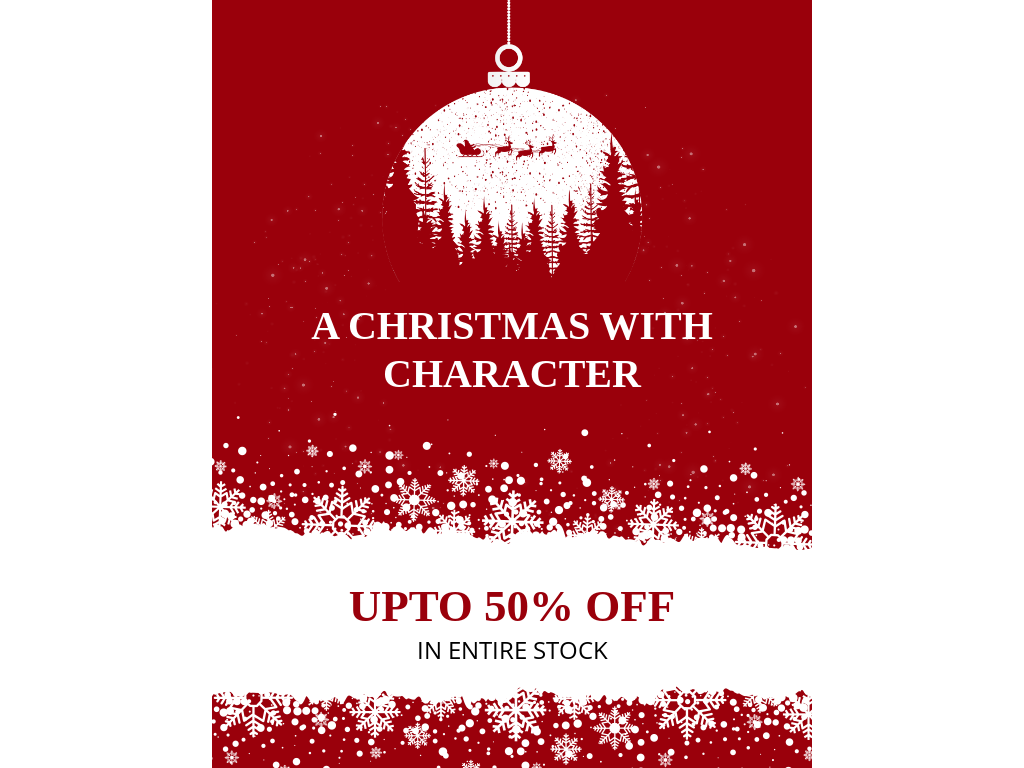 A CHRISTMAS WITH
CHARACTER
UPTO 50% OFF
IN ENTIRE STOCK